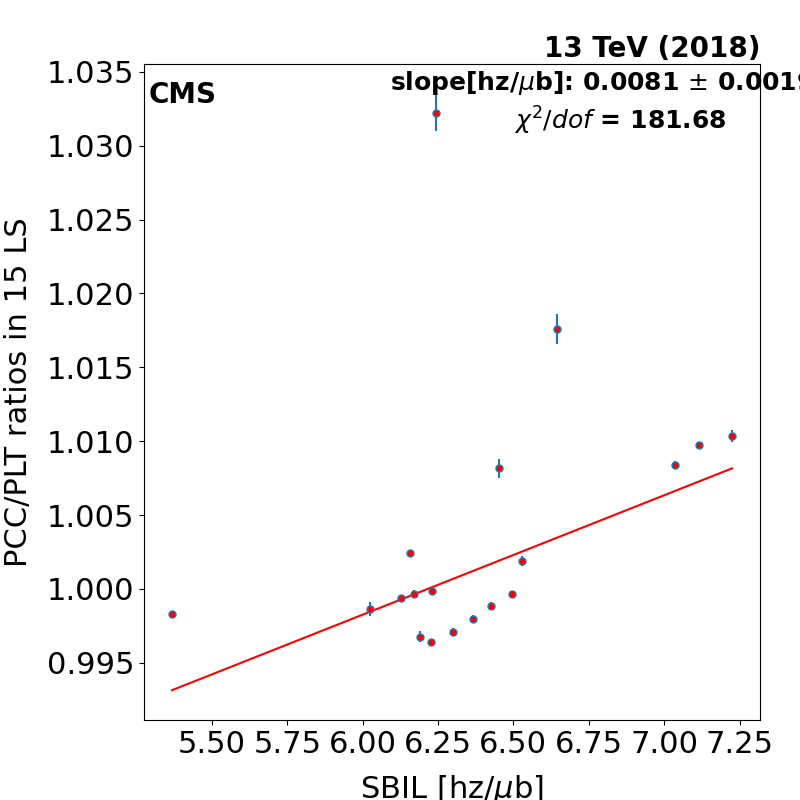 13 TeV (2018)
CMS
slope[hz/μb]: 0.0081 ± 0.0019
χ²/dof = 181.68
PCC/PLT ratios in 15 LS
1.035
1.030
1.025
1.020
1.015
1.010
1.005
1.000
0.995
5.50 5.75 6.00 6.25 6.50 6.75 7.00 7.25
SBIL [hz/μb]